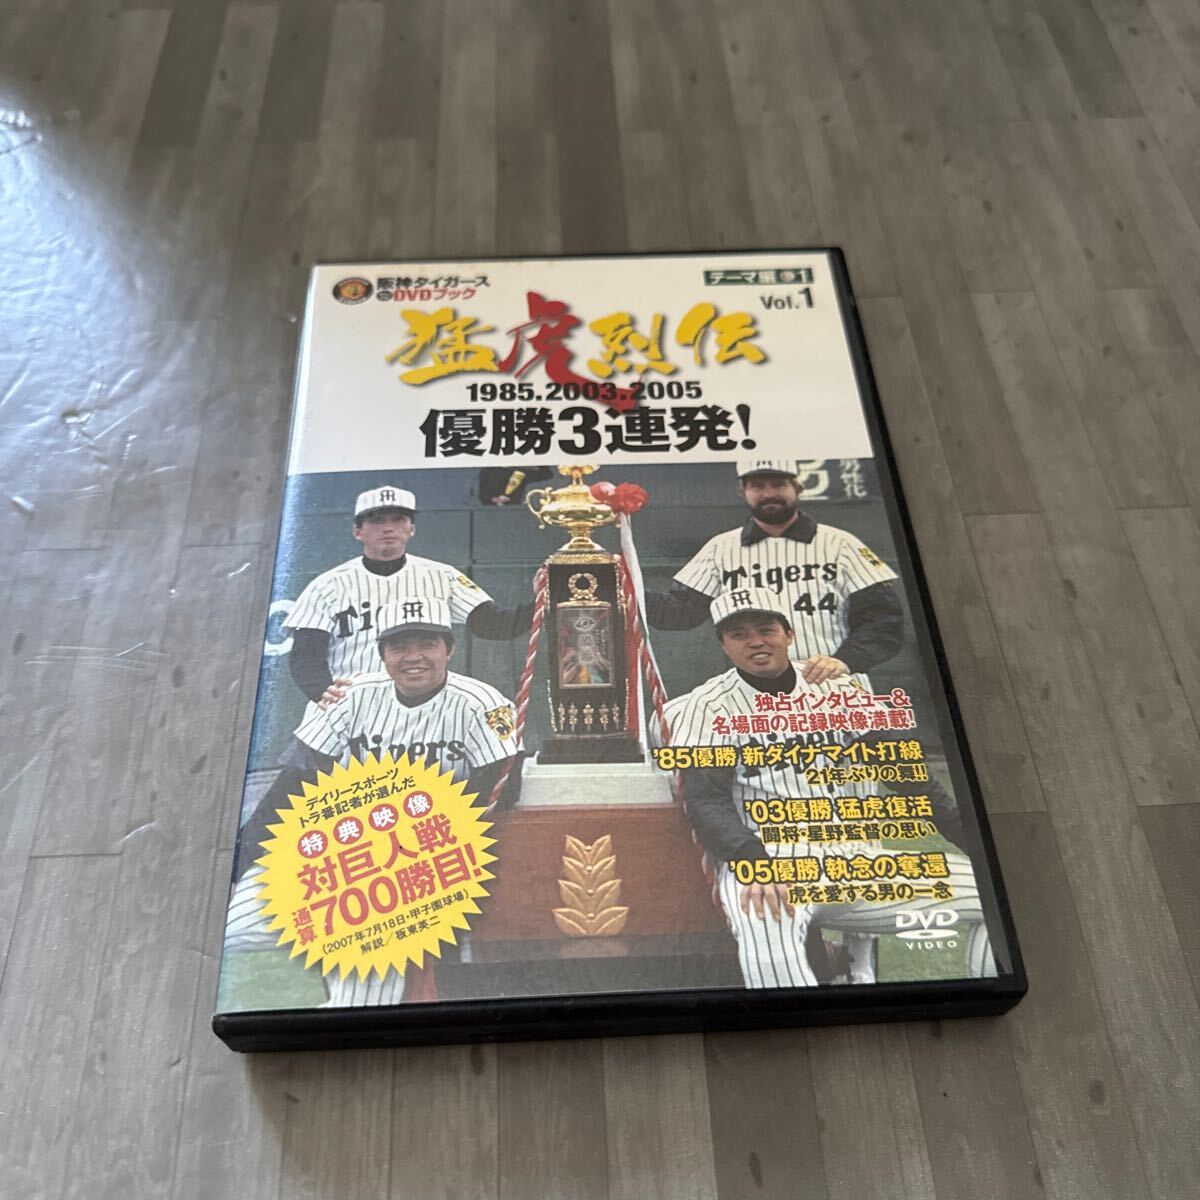 阪神タイガース
DVDブック
テーマ編 1
Vol.1
猛虎烈伝
1985.2003.2005
優勝3連発!
Tigers
44
Tigers
独占インタビュー&
名場面の記録映像満載!
'85優勝 新ダイナマイト打線
21年ぶりの舞!!
'03優勝 猛虎復活
闘将・星野監督の思い
'05優勝 執念の奪還
虎を愛する男の一念
デイリースポーツ
トラ番記者が選んだ
特典映像
対巨人戦
通算700勝目!
(2007年7月18日・甲子園球場)
解説/板東英二
DVD
VIDEO